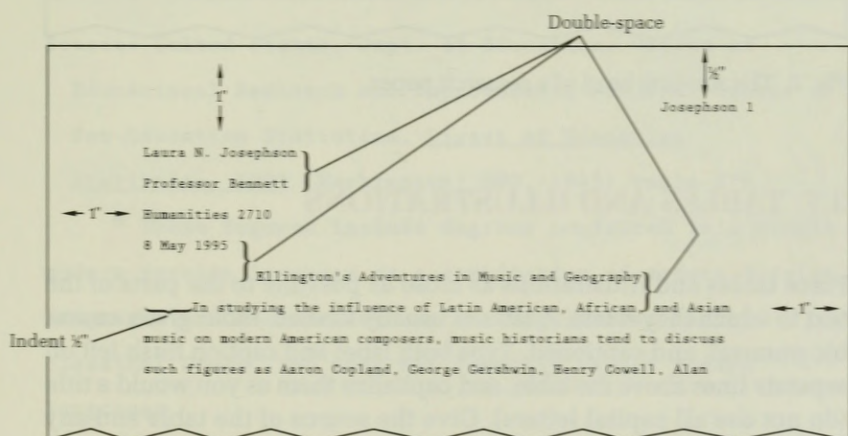 Double-space
1"
½"
Josephson 1
Laura N. Josephson
Professor Bennett
1"
Humanities 2710
8 May 1995
Ellington's Adventures in Music and Geography
In studying the influence of Latin American, African, and Asian
1"
Indent ½"
music on modern American composers, music historians tend to discuss
such figures as Aaron Copland, George Gershwin, Henry Cowell, Alan